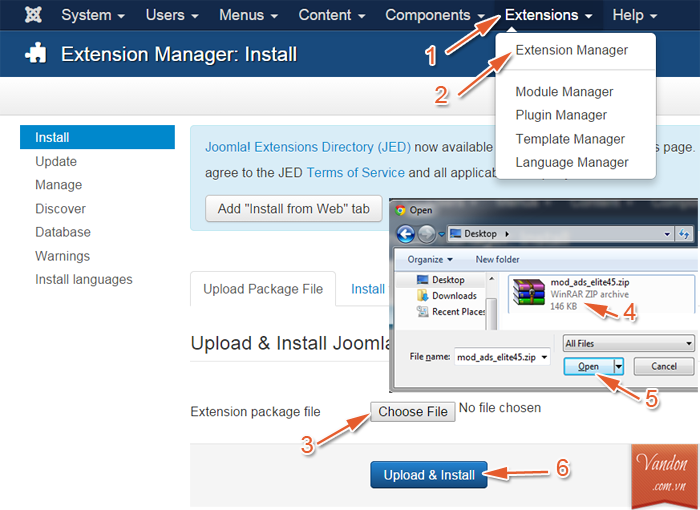 System Users Menus Content Components Extensions Help
1
Extension Manager: Install
Extension Manager
2
Module Manager
Plugin Manager
Template Manager
Language Manager
Install
Update
Manage
Discover
Database
Warnings
Install languages
Joomla! Extensions Directory (JED) now available s page.
agree to the JED Terms of Service and all applicab
Add "Install from Web" tab
Open
Desktop
Organize New folder
Desktop
Downloads
Recent Places
mod_ads_elite45.zip
WinRAR ZIP archive
146 KB
4
All Files
File name: mod_ads_elite45.zip
Open Cancel
5
Upload Package File Install
Upload & Install Jooml
Extension package file Choose File No file chosen
3
Upload & Install
6
Vandon
.com.vn